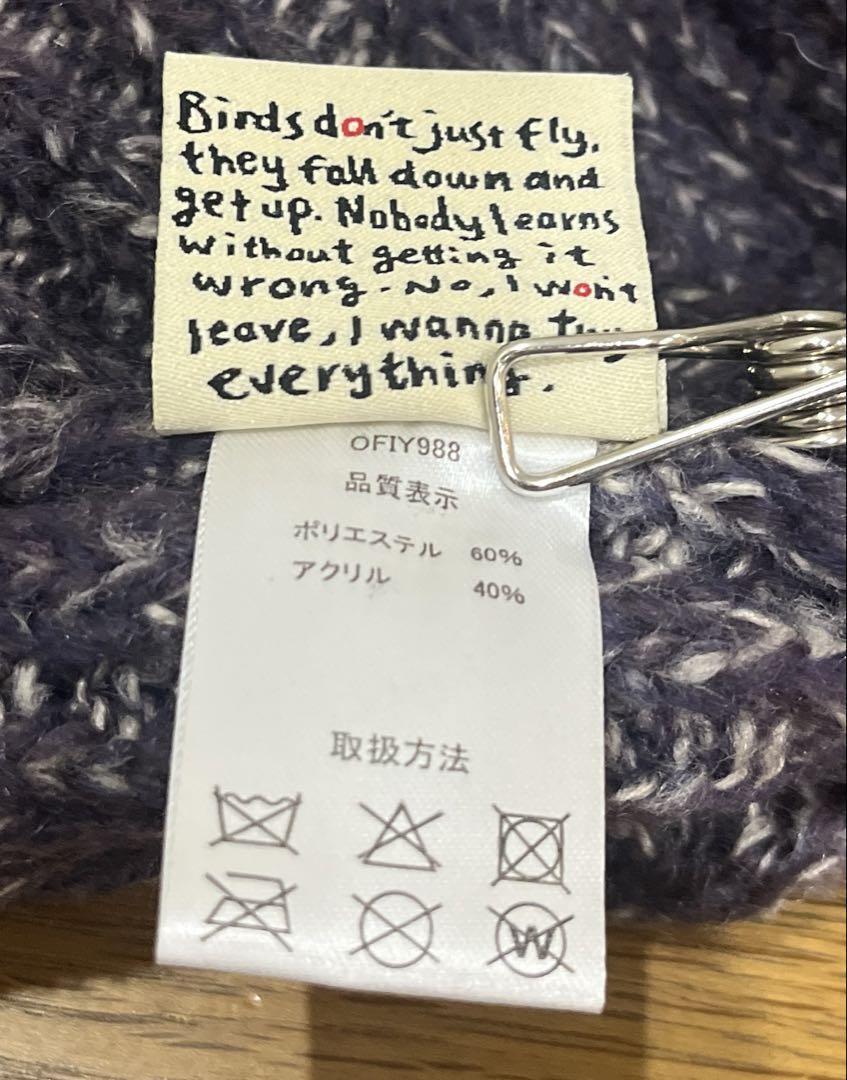 Birds don't just fly,
they fall down and
get up. Nobody learns
without getting it
wrong. No, I won't
leave, I wanna try
everything.
OFIY988
品質表示
ポリエステル 60%
アクリル 40%
取扱方法
W